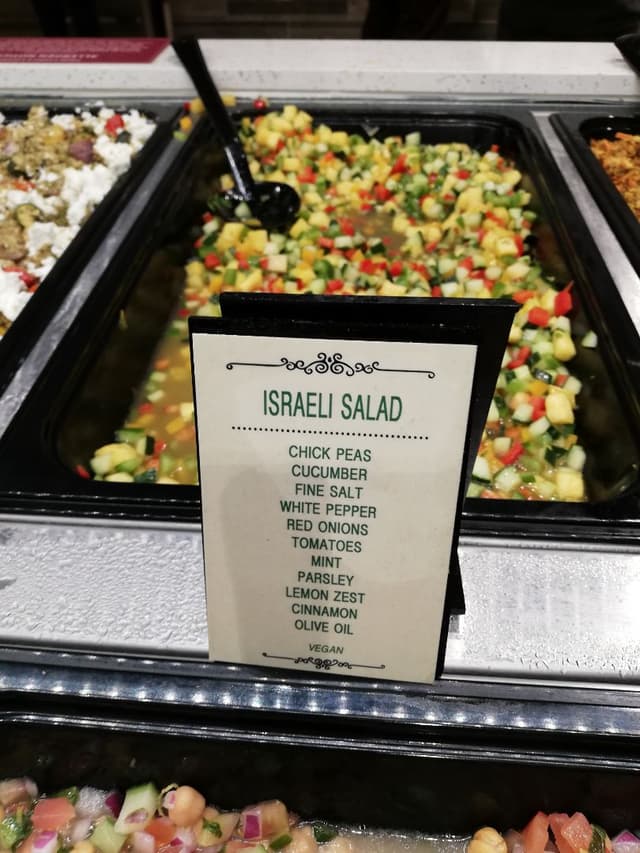 ISRAELI SALAD
CHICK PEAS
CUCUMBER
FINE SALT
WHITE PEPPER
RED ONIONS
TOMATOES
MINT
PARSLEY
LEMON ZEST
CINNAMON
OLIVE OIL
VEGAN